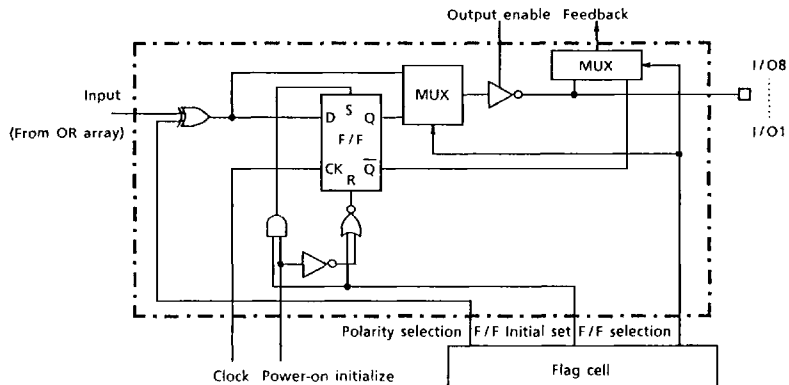 Output enable Feedback
MUX
I/O8
Input
MUX
(From OR array)
S
D Q
F/F
I/O1
CK Q̅
R
Polarity selection F/F Initial set F/F selection
Clock Power-on initialize
Flag cell